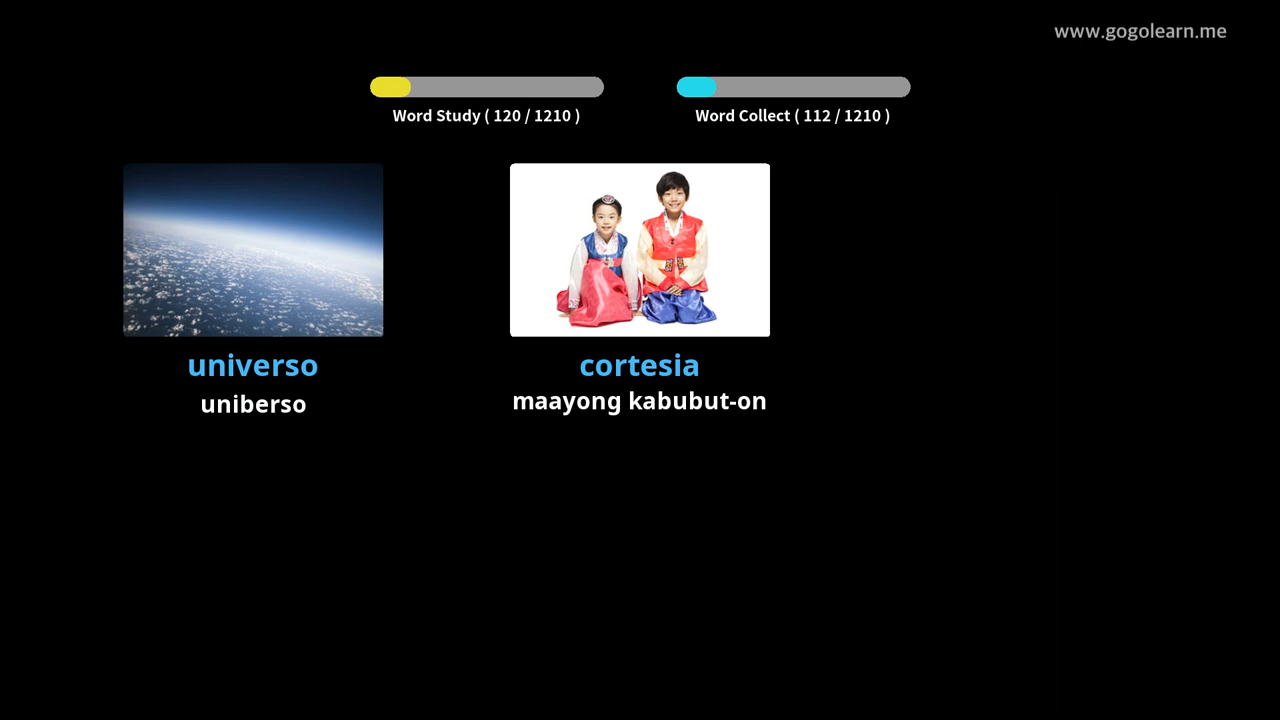 www.gogolearn.me
Word Study ( 120 / 1210 )
Word Collect ( 112 / 1210 )
universo
uniberso
cortesia
maayong kabubut-on